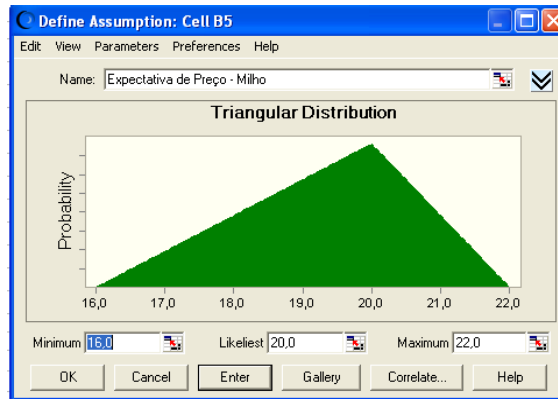 Define Assumption: Cell B5
Edit View Parameters Preferences Help
Name: Expectativa de Preço - Milho
Triangular Distribution
Probability
16,0 17,0 18,0 19,0 20,0 21,0 22,0
Minimum 16,0 Likeliest 20,0 Maximum 22,0
OK Cancel Enter Gallery Correlate... Help